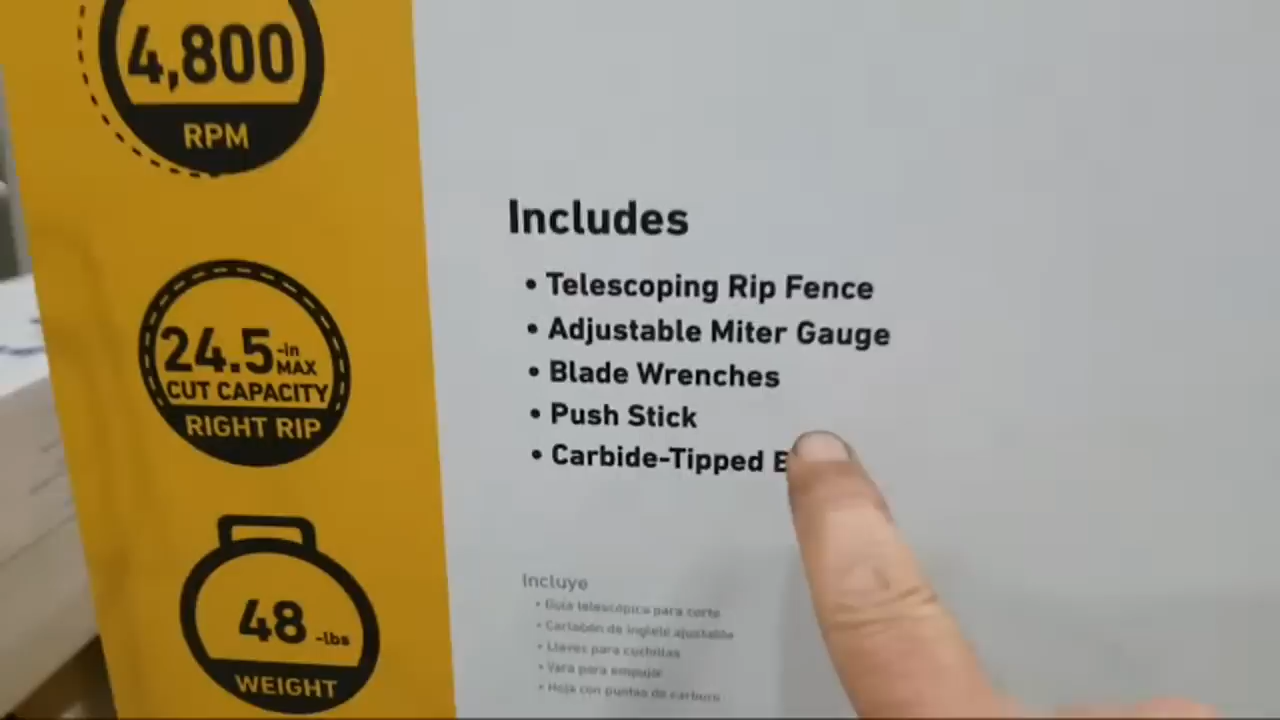 4,800
RPM
24.5-in
MAX
CUT CAPACITY
RIGHT RIP
48-lbs
WEIGHT
Includes
• Telescoping Rip Fence
• Adjustable Miter Gauge
• Blade Wrenches
• Push Stick
• Carbide-Tipped
Incluye
• Guía telescópica para corte
• Cartabón de inglete ajustable
• Llaves para cuchillas
• Vara para empujar
• Hoja con puntas de carburo